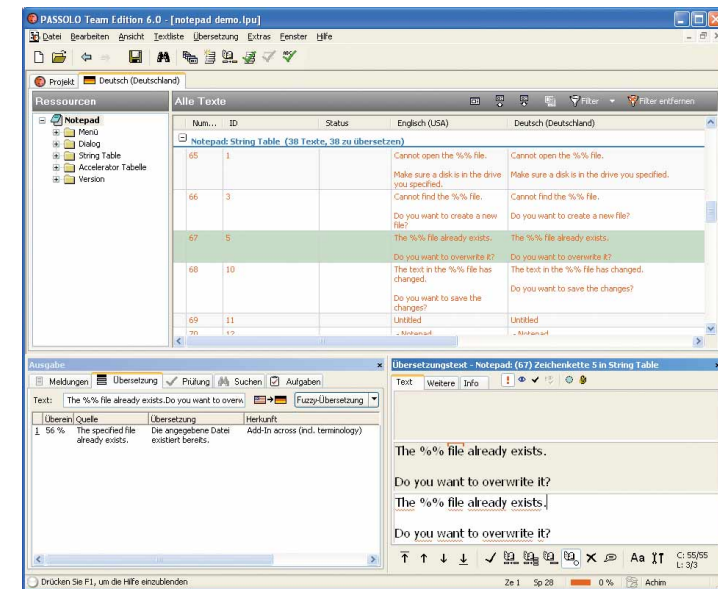 PASSOLO Team Edition 6.0 - [notepad demo.lpu]
Datei Bearbeiten Ansicht Textliste Übersetzung Extras Fenster Hilfe
Projekt Deutsch (Deutschland)
Ressourcen
Alle Texte
Filter Filter entfernen
Notepad
Menü
Dialog
String Table
Accelerator Tabelle
Version
Num... ID Status Englisch (USA) Deutsch (Deutschland)
Notepad: String Table (38 Texte, 38 zu übersetzen)
65 1 Cannot open the %% file. Cannot open the %% file.
Make sure a disk is in the drive Make sure a disk is in the drive you specified.
you specified.
66 3 Cannot find the %% file. Cannot find the %% file.
Do you want to create a new Do you want to create a new file?
file?
67 5 The %% file already exists. The %% file already exists.
Do you want to overwrite it? Do you want to overwrite it?
68 10 The text in the %% file has The text in the %% file has changed.
changed.
Do you want to save the changes?
Do you want to save the
changes?
69 11 Untitled Untitled
70 12 - Notepad - Notepad
Ausgabe
Meldungen Übersetzung Prüfung Suchen Aufgaben
Text: The %% file already exists.Do you want to overw Fuzzy-Übersetzung
Überein Quelle Übersetzung Herkunft
1 56 % The specified file Die angegebene Datei Add-In across (incl. terminology)
already exists. existiert bereits.
Übersetzungstext - Notepad: (67) Zeichenkette 5 in String Table
Text Weitere Info
The %% file already exists.
Do you want to overwrite it?
The %% file already exists.
Do you want to overwrite it?
Aa C: 55/55
L: 3/3
Drücken Sie F1, um die Hilfe einzublenden
Ze 1 Sp 28 0 % Achim